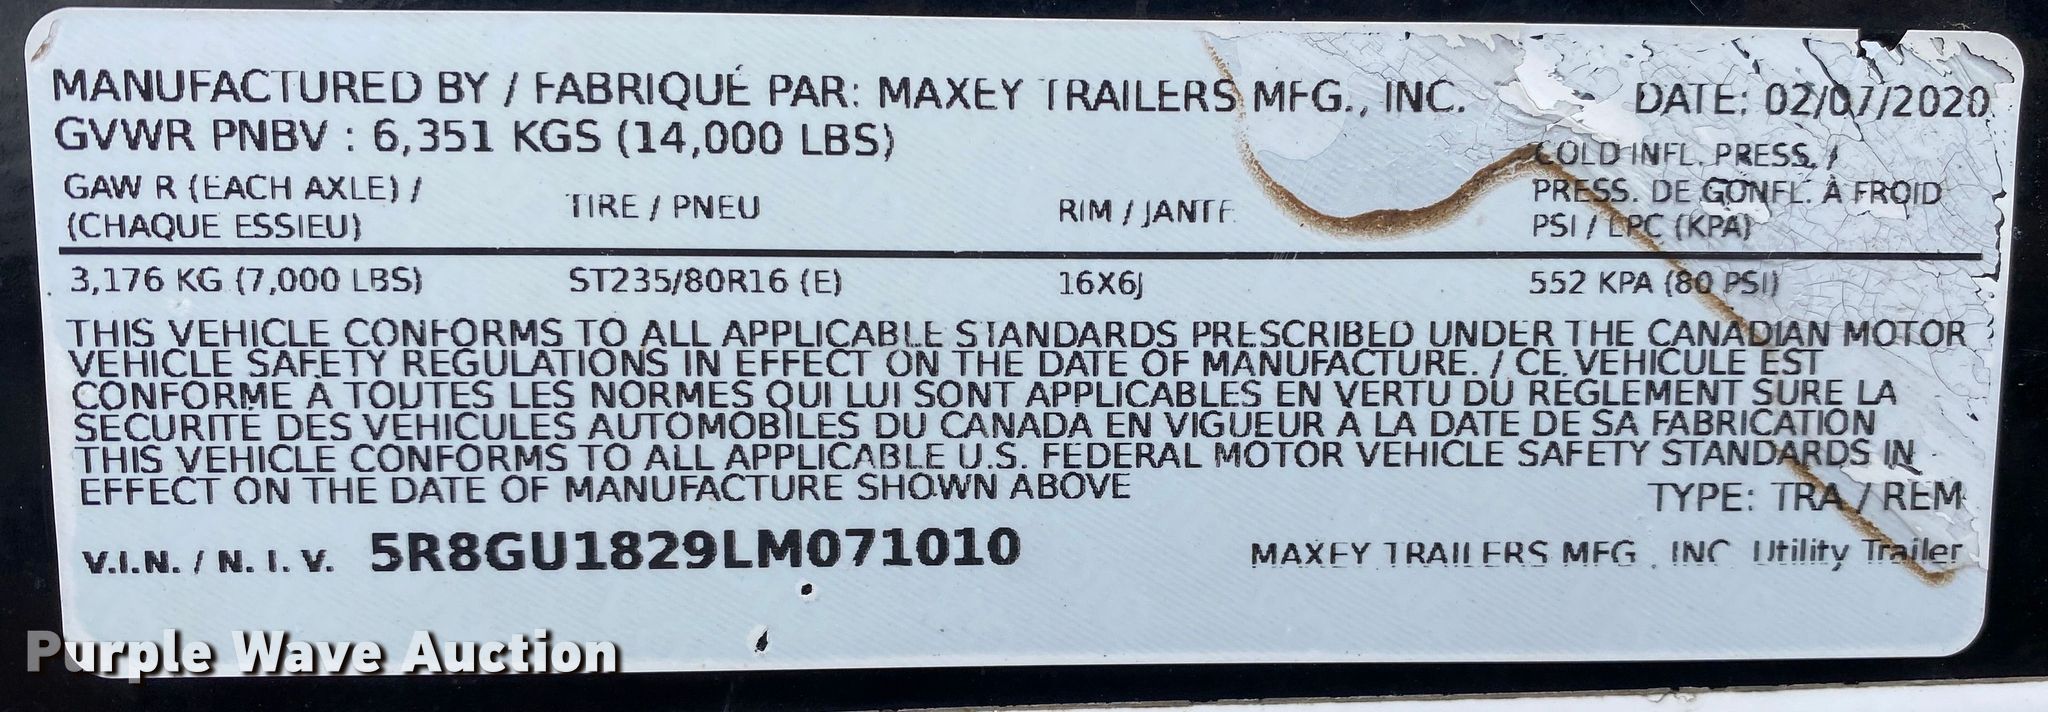 MANUFACTURED BY / FABRIQUÉ PAR: MAXEY TRAILERS MFG., INC. DATE: 02/07/2020
GVWR PNBV : 6,351 KGS (14,000 LBS)
GAW R (EACH AXLE) / (CHAQUE ESSIEU)
TIRE / PNEU
RIM / JANTE
COLD INFL. PRESS. /
PRESS. DE GONFL. À FROID
PSI / LPC (KPA)
3,176 KG (7,000 LBS) ST235/80R16 (E) 16X6J 552 KPA (80 PSI)
THIS VEHICLE CONFORMS TO ALL APPLICABLE STANDARDS PRESCRIBED UNDER THE CANADIAN MOTOR
VEHICLE SAFETY REGULATIONS IN EFFECT ON THE DATE OF MANUFACTURE. / CE VEHICULE EST
CONFORME À TOUTES LES NORMES QUI LUI SONT APPLICABLES EN VERTU DU REGLEMENT SURE LA
SECURITÉ DES VEHICULES AUTOMOBILES DU CANADA EN VIGUEUR À LA DATE DE SA FABRICATION
THIS VEHICLE CONFORMS TO ALL APPLICABLE U.S. FEDERAL MOTOR VEHICLE SAFETY STANDARDS IN
EFFECT ON THE DATE OF MANUFACTURE SHOWN ABOVE
TYPE: TRA / REM
V.I.N. / N. I. V. 5R8GU1829LM071010 MAXEY TRAILERS MFG., INC Utility Trailer
Purple Wave Auction